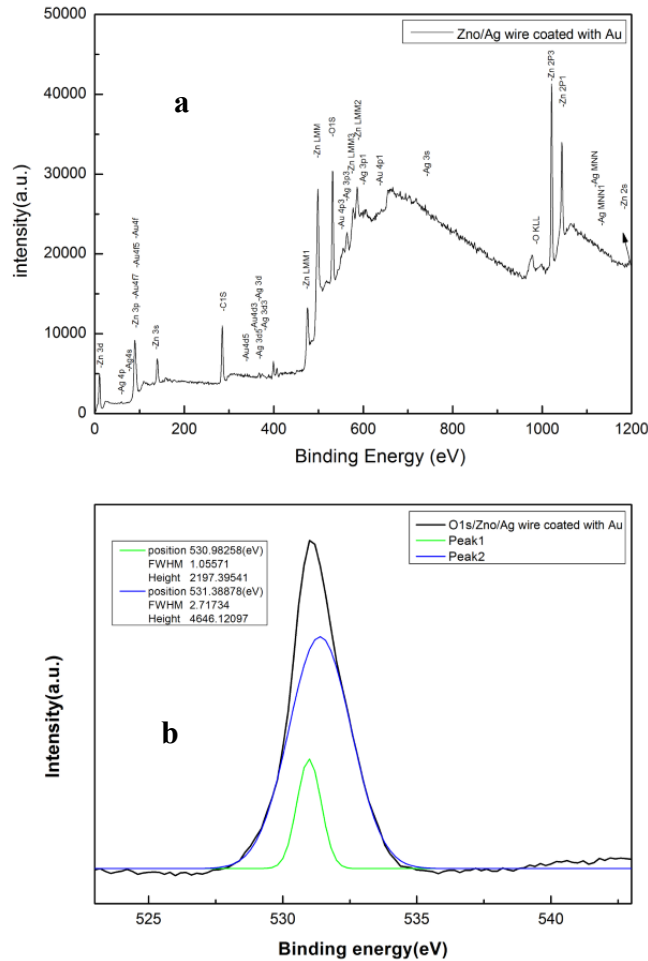 50000
40000
30000
20000
10000
0
intensity(a.u.)
a
Zno/Ag wire coated with Au
-Zn 3d
-Ag 4p
-Ag4s
-Zn 3p -Au4f7 -Au4f5 -Au4f
-Zn 3s
-C1S
-Au4d5
-Au4d3
-Ag 3d5
-Ag 3d
-Ag 3d3
-Zn LMM1
-Zn LMM
-O1S
-Au 4p3
-Ag 3p3
-Zn LMM3
-Zn LMM2
-Ag 3p1
-Au 4p1
-Ag 3s
-O KLL
-Zn 2P3
-Zn 2P1
-Ag MNN
-Ag MNN1
-Zn 2s
0 200 400 600 800 1000 1200
Binding Energy (eV)
O1s/Zno/Ag wire coated with Au
Peak1
Peak2
position 530.98258(eV)
FWHM 1.05571
Height 2197.39541
position 531.38878(eV)
FWHM 2.71734
Height 4646.12097
b
Intensity(a.u.)
525 530 535 540
Binding energy(eV)